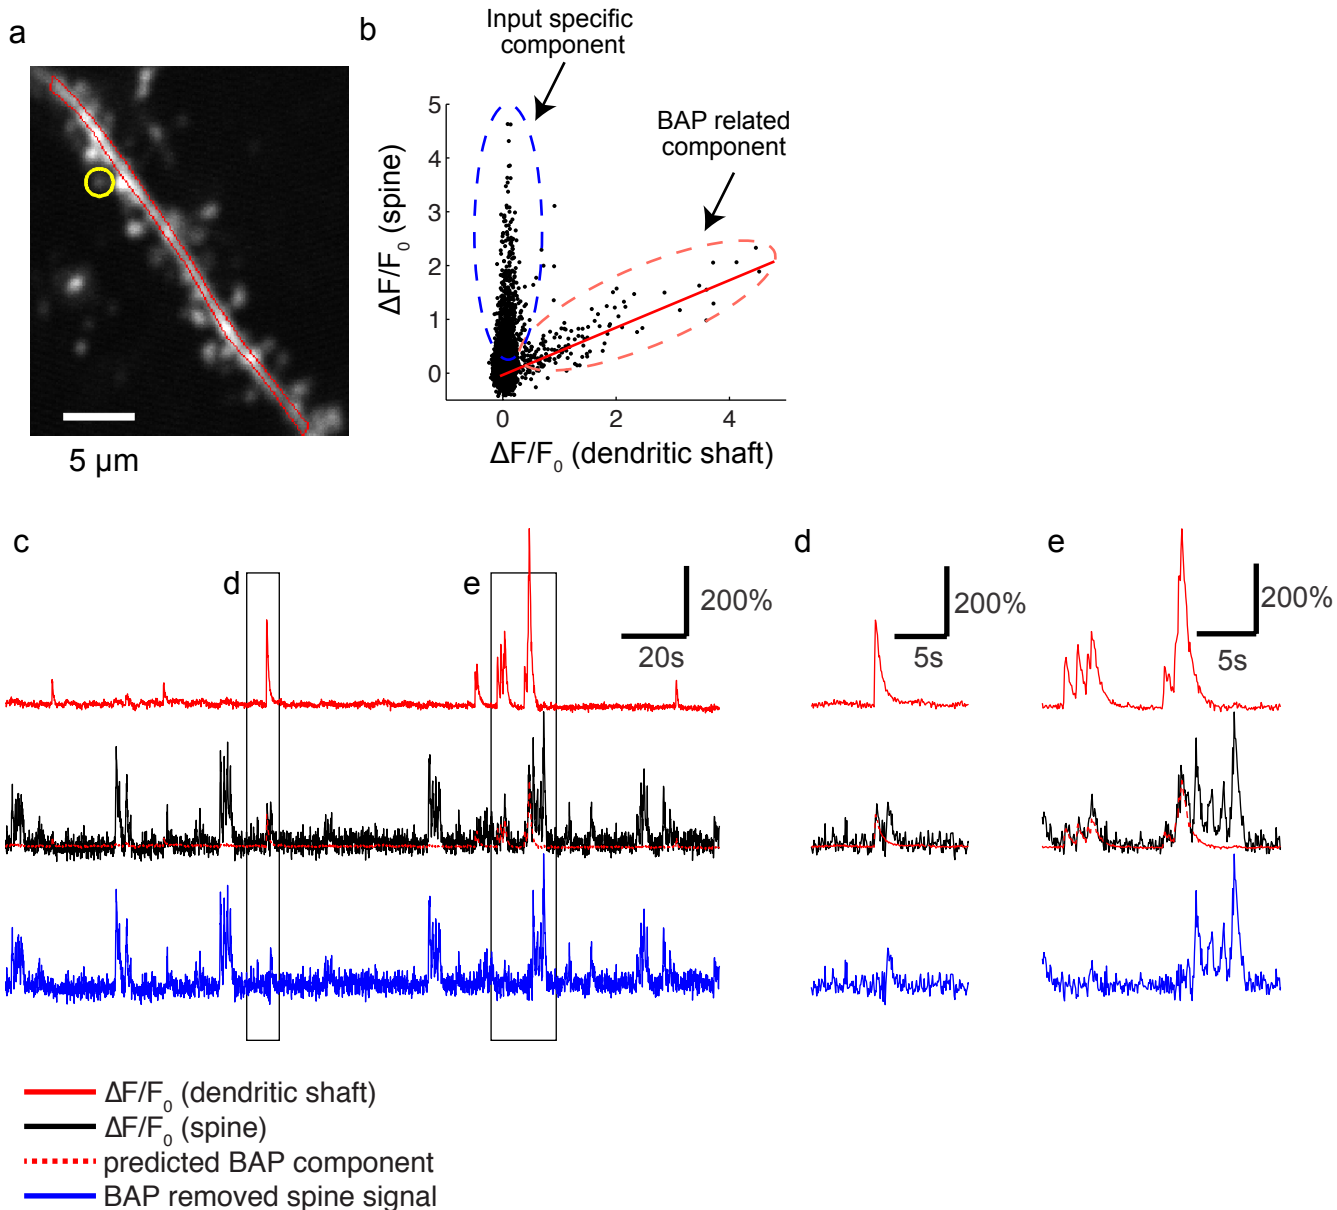 a
5 µm
b
Input specific
component
BAP related
component
5
4
3
2
1
0
ΔF/F₀ (spine)
0
2
4
ΔF/F₀ (dendritic shaft)
c
d
e
200%
20s
d
200%
5s
e
200%
5s
ΔF/F₀ (dendritic shaft)
ΔF/F₀ (spine)
predicted BAP component
BAP removed spine signal